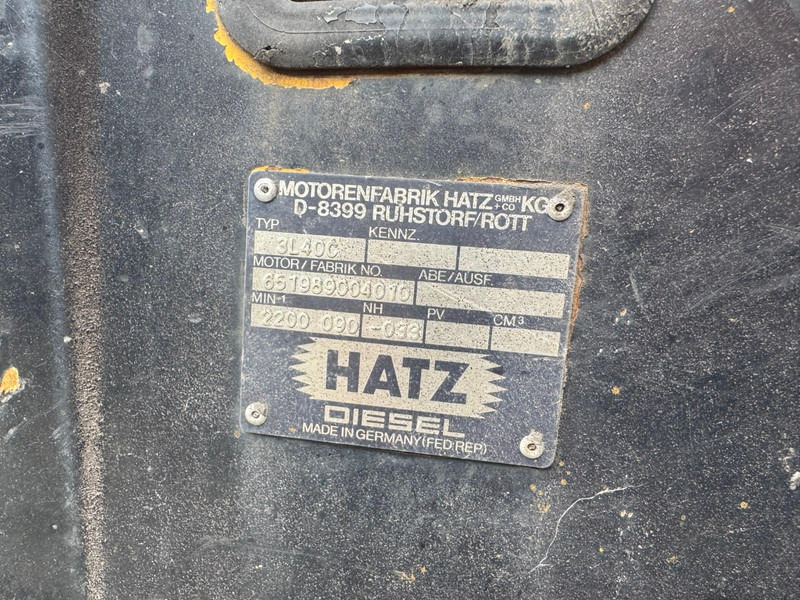 MOTORENFABRIK HATZ GMBH + CO KG
D-8399 RUHSTORF/ROTT
TYP KENNZ.
3L40C
MOTOR/FABRIK NO. ABE/AUSF.
651989004010
MIN-1 NH PV CM3
2200 090 -033
HATZ
DIESEL
MADE IN GERMANY (FED.REP)